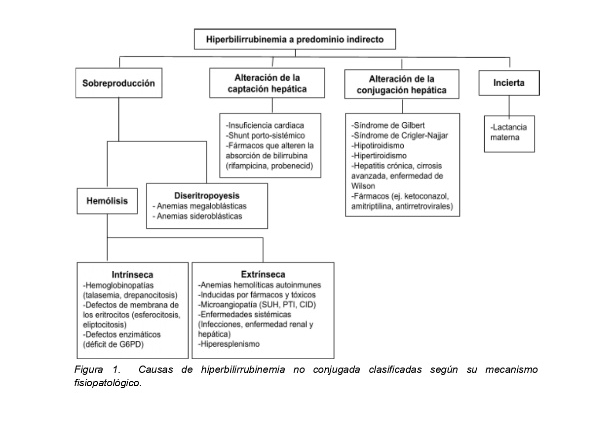 Hiperbilirrubinemia a predominio indirecto
Sobreproducción
Alteración de la
captación hepática
Alteración de la
conjugación hepática
Incierta
-Insuficiencia cardiaca
-Shunt porto-sistémico
-Fármacos que alteren la
absorción de bilirrubina
(rifampicina, probenecid)
-Síndrome de Gilbert
-Síndrome de Crigler-Najjar
-Hipotiroidismo
-Hipertiroidismo
-Hepatitis crónica, cirrosis
avanzada, enfermedad de
Wilson
-Fármacos (ej. ketoconazol,
amitriptilina, antirretrovirales)
-Lactancia
materna
Hemólisis
Diseritropoyesis
- Anemias megaloblásticas
- Anemias sideroblásticas
Intrínseca
-Hemoglobinopatías
(talasemia, drepanocitosis)
-Defectos de membrana de
los eritrocitos (esferocitosis,
eliptocitosis)
-Defectos enzimáticos
(déficit de G6PD)
Extrínseca
-Anemias hemolíticas autoinmunes
-Inducidas por fármacos y tóxicos
-Microangiopatía (SUH, PTI, CID)
-Enfermedades sistémicas
(Infecciones, enfermedad renal y
hepática)
-Hiperesplenismo
Figura 1. Causas de hiperbilirrubinemia no conjugada clasificadas según su mecanismo
fisiopatológico.